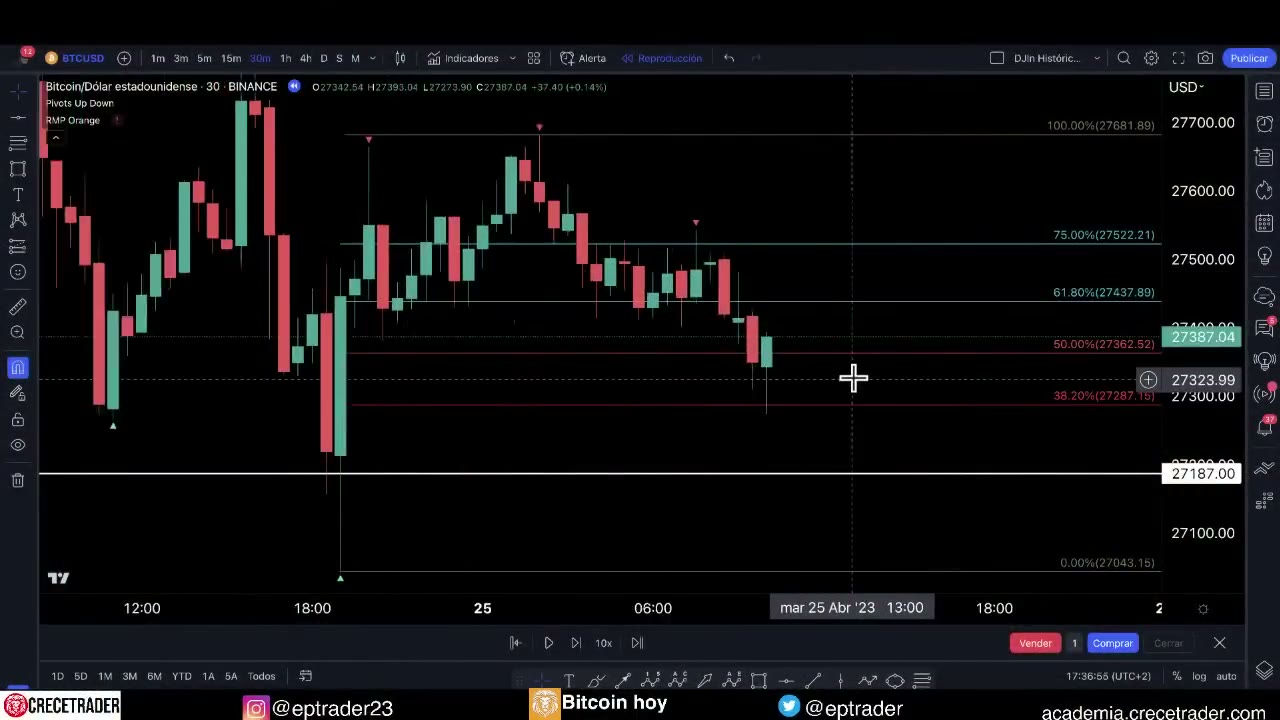 12
BTCUSD 1m 3m 5m 15m 30m 1h 4h D S M Indicadores Alerta Reproducción DJIn Históric... Publicar
Bitcoin/Dólar estadounidense · 30 · BINANCE O27342.54 H27393.04 L27273.90 C27387.04 +37.40 (+0.14%) USD
Pivots Up Down
RMP Orange
27700.00
100.00%(27681.89)
27600.00
75.00%(27522.21)
27500.00
61.80%(27437.89)
27387.04
50.00%(27362.52)
27323.99
38.20%(27287.15)
27300.00
27187.00
27100.00
0.00%(27043.15)
5
37
12:00 18:00 25 06:00 mar 25 Abr '23 13:00 18:00
10x Vender 1 Comprar Cerrar
1D 5D 1M 3M 6M YTD 1A 5A Todos 17:36:55 (UTC+2) % log auto
CRECETRADER @eptrader23 Bitcoin hoy @eptrader academia.crecetrader.com